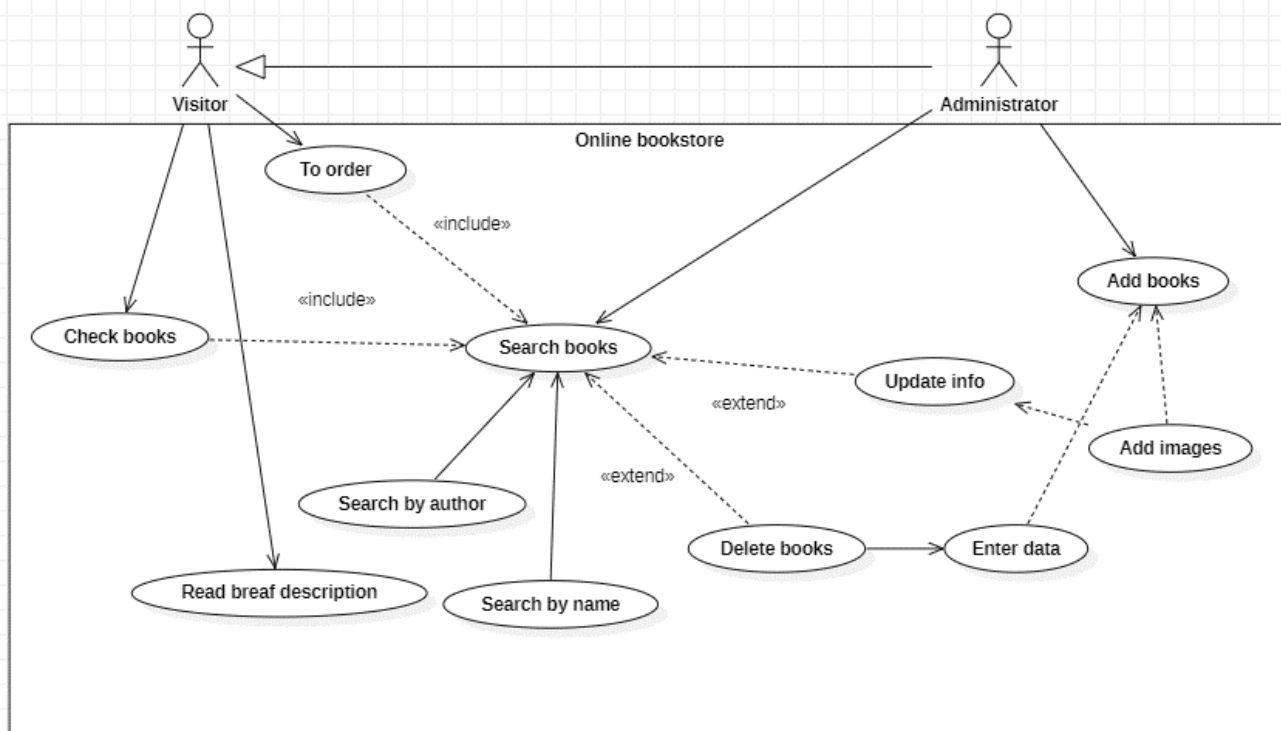 Visitor
Administrator
Online bookstore
To order
«include»
Add books
«include»
Check books
Search books
Update info
«extend»
Add images
«extend»
Search by author
Delete books
Enter data
Read breaf description
Search by name